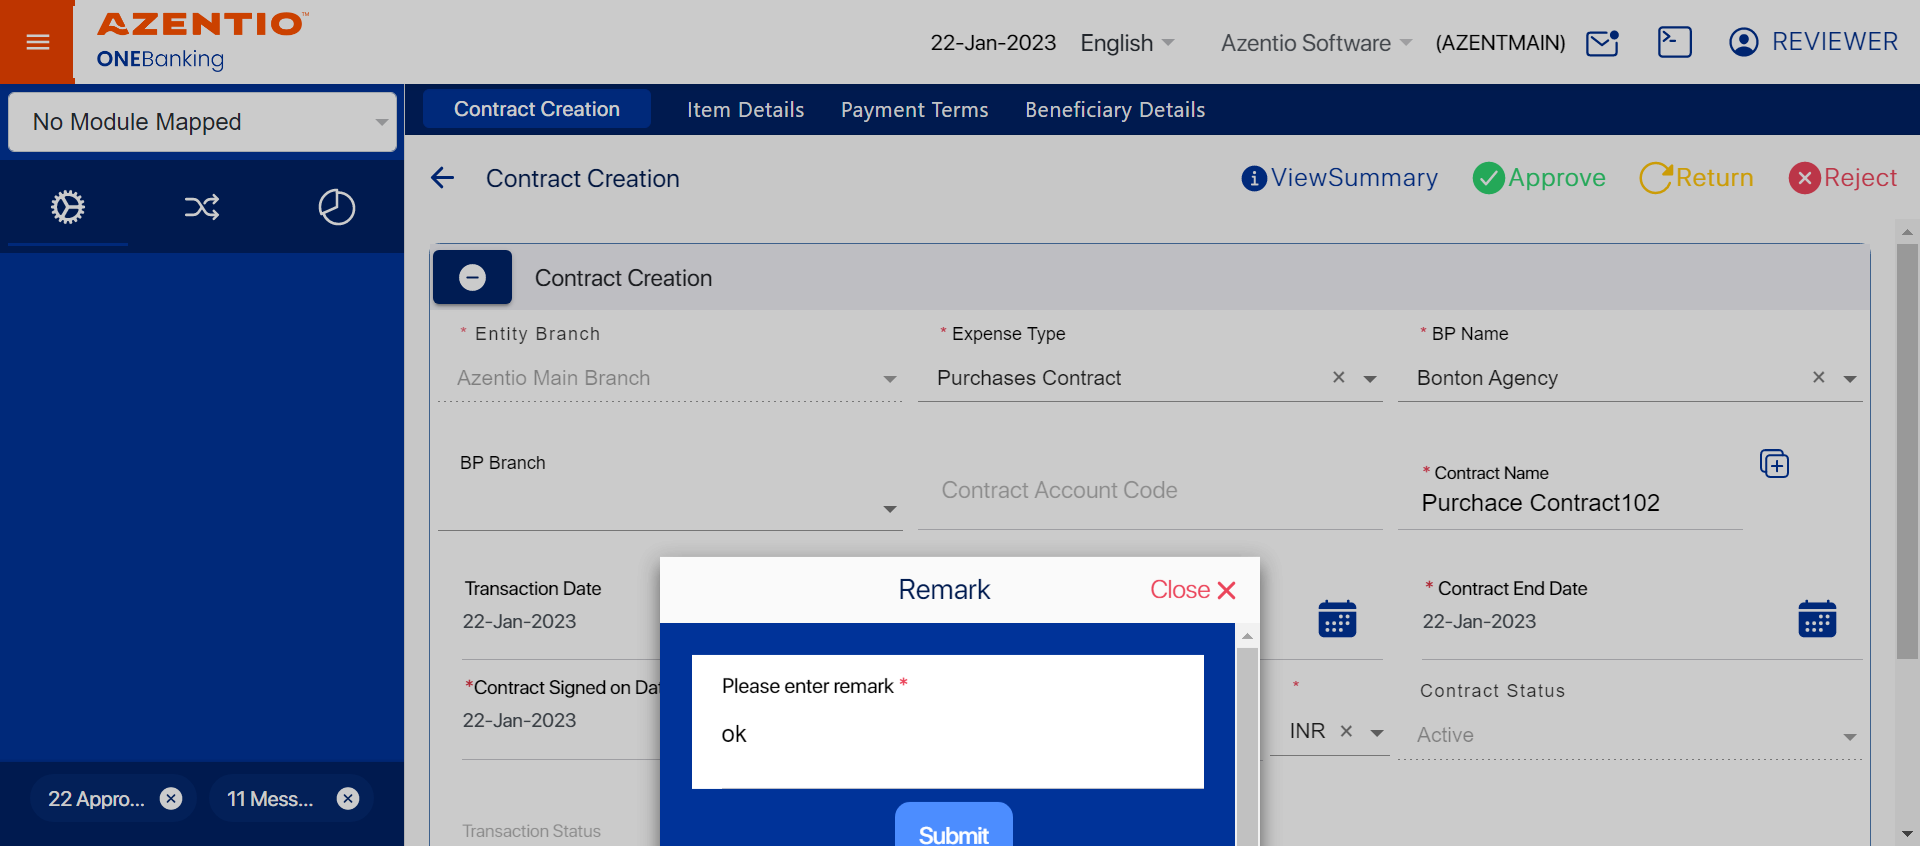 AZENTIO™
ONEBanking
22-Jan-2023
English
Azentio Software
(AZENTMAIN)
REVIEWER
No Module Mapped
Contract Creation
Item Details
Payment Terms
Beneficiary Details
Contract Creation
ViewSummary
Approve
Return
Reject
Contract Creation
* Entity Branch
* Expense Type
* BP Name
Azentio Main Branch
Purchases Contract
Bonton Agency
BP Branch
Contract Account Code
* Contract Name
Purchace Contract102
Transaction Date
22-Jan-2023
* Contract End Date
22-Jan-2023
*Contract Signed on Dat
22-Jan-2023
*
INR
Contract Status
Active
Transaction Status
Remark
Close
Please enter remark *
ok
Submit
22 Appro...
11 Mess...